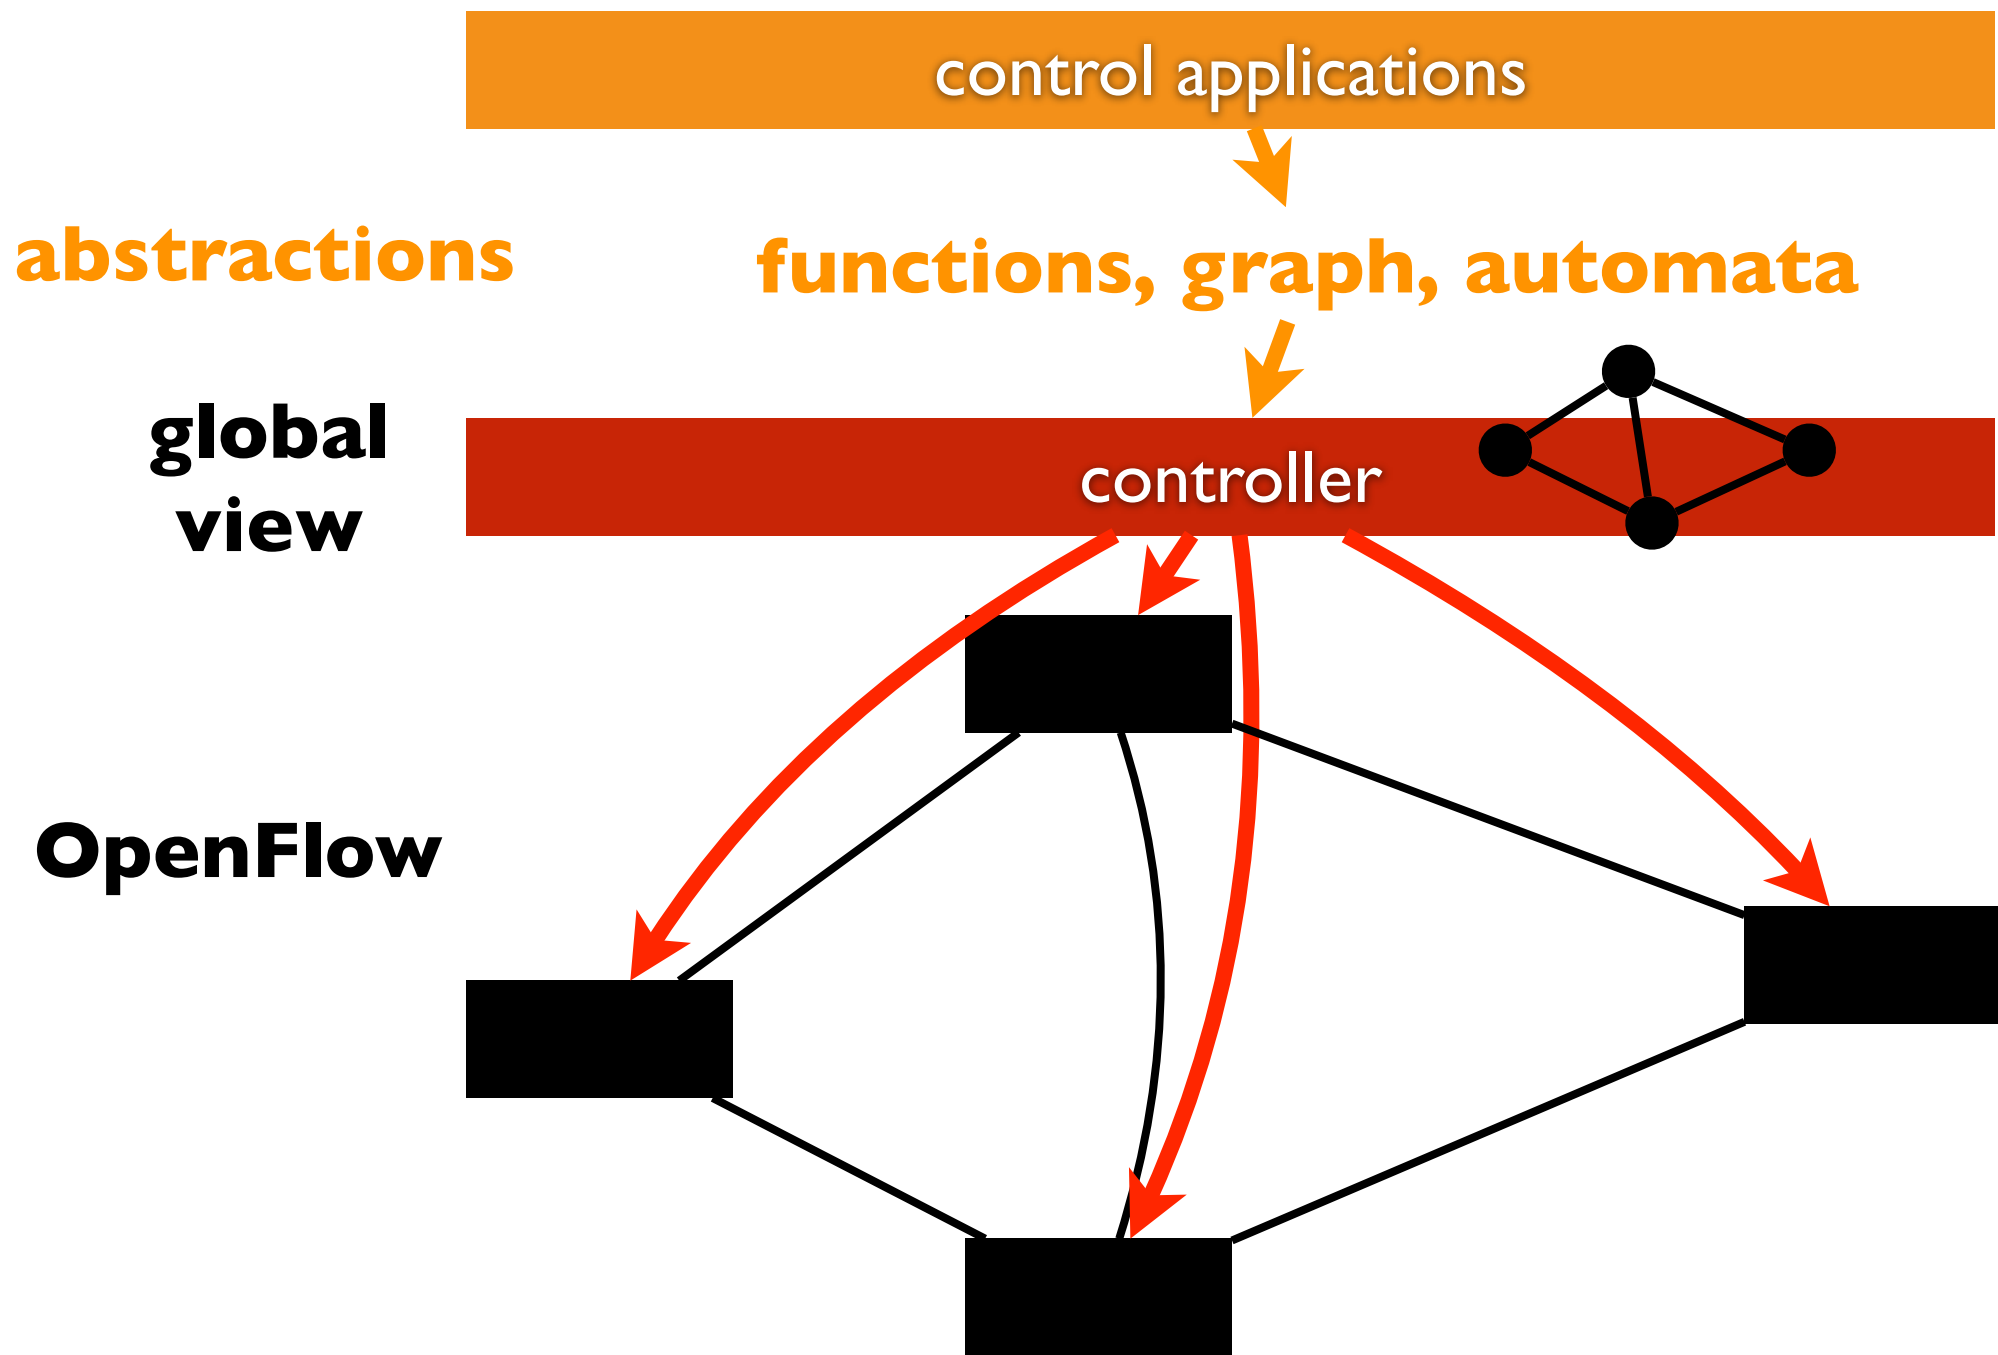 control applications
abstractions
functions, graph, automata
global
view
controller
OpenFlow